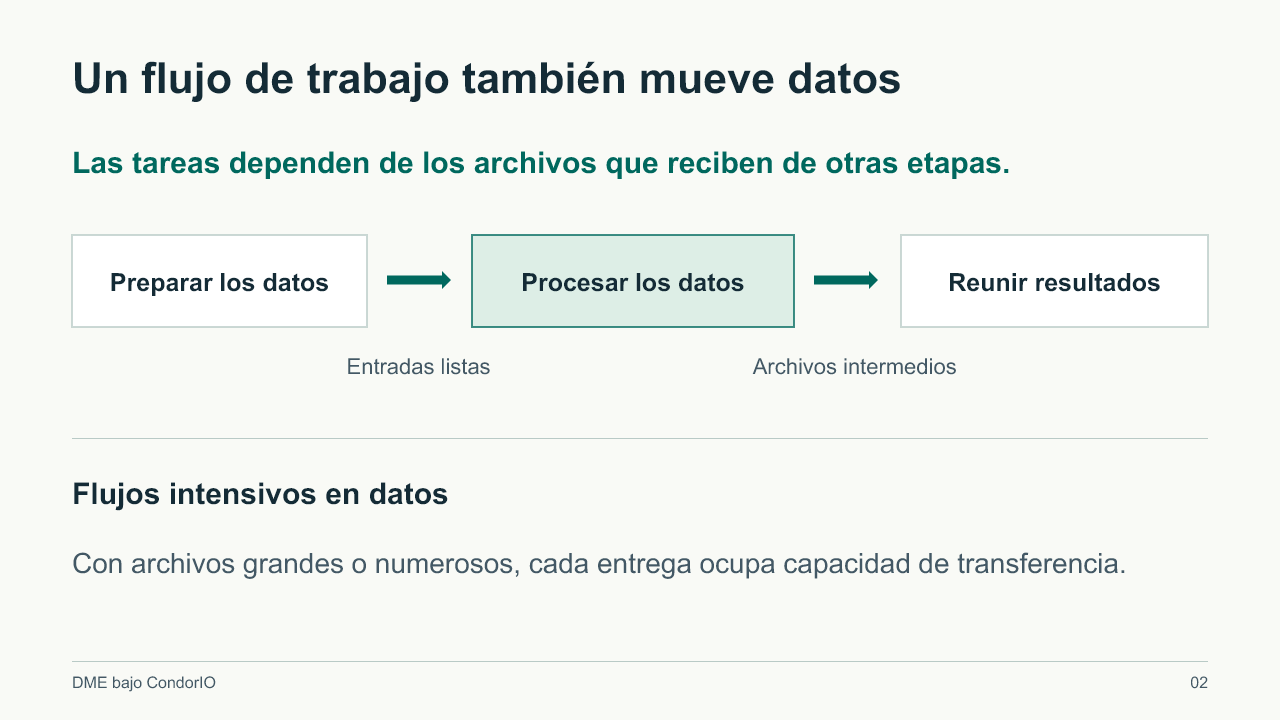 Un flujo de trabajo también mueve datos
Las tareas dependen de los archivos que reciben de otras etapas.
Preparar los datos
Procesar los datos
Reunir resultados
Entradas listas
Archivos intermedios
Flujos intensivos en datos
Con archivos grandes o numerosos, cada entrega ocupa capacidad de transferencia.
DME bajo CondorIO
02